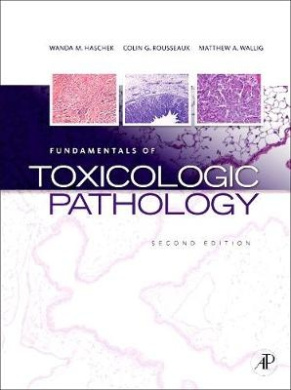 WANDA M. HASCHEK COLIN G. ROUSSEAUX MATTHEW A. WALLIG
FUNDAMENTALS OF
TOXICOLOGIC
PATHOLOGY
SECOND EDITION
AP